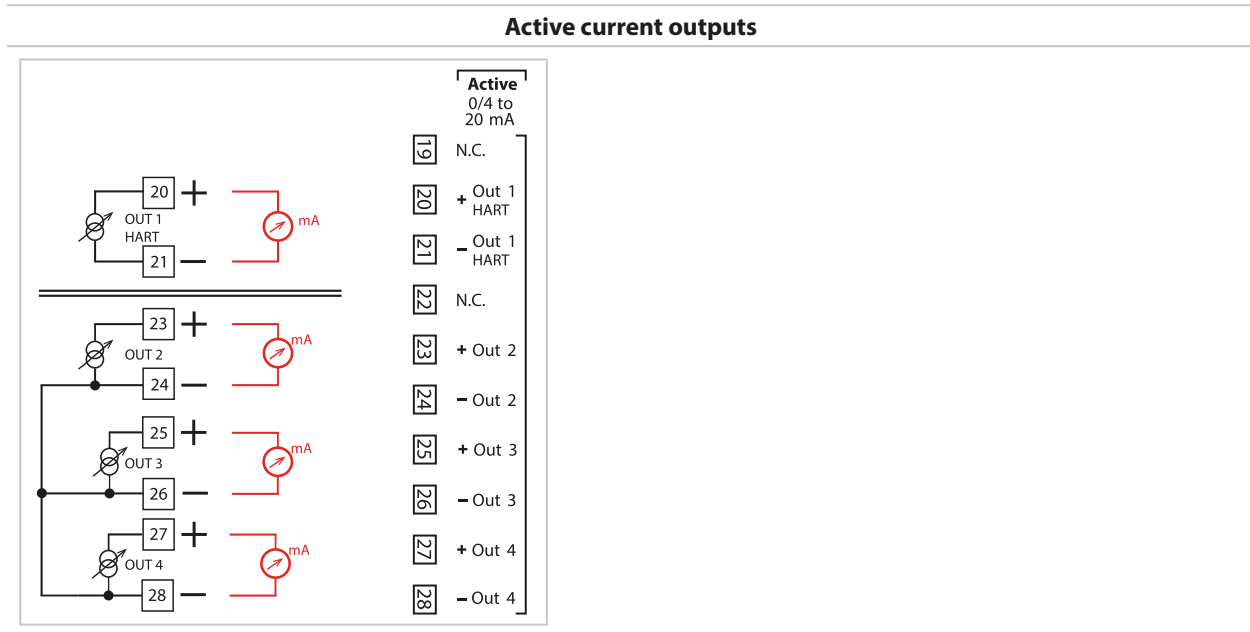 Active current outputs
Active
0/4 to
20 mA
19 N.C.
20 + Out 1
HART
21 – Out 1
HART
22 N.C.
23 + Out 2
24 – Out 2
25 + Out 3
26 – Out 3
27 + Out 4
28 – Out 4
20 +
OUT 1
HART
mA
21 –
23 +
OUT 2
mA
24 –
25 +
OUT 3
mA
26 –
27 +
OUT 4
mA
28 –